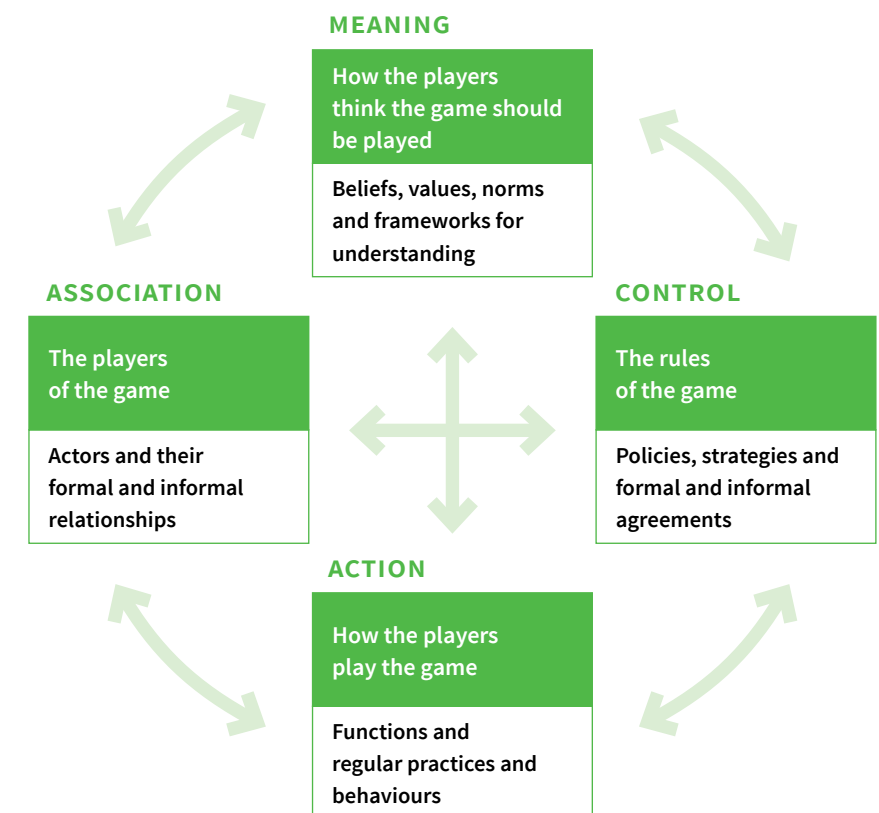 MEANING
How the players
think the game should
be played
Beliefs, values, norms
and frameworks for
understanding
ASSOCIATION
The players
of the game
Actors and their
formal and informal
relationships
CONTROL
The rules
of the game
Policies, strategies and
formal and informal
agreements
ACTION
How the players
play the game
Functions and
regular practices and
behaviours